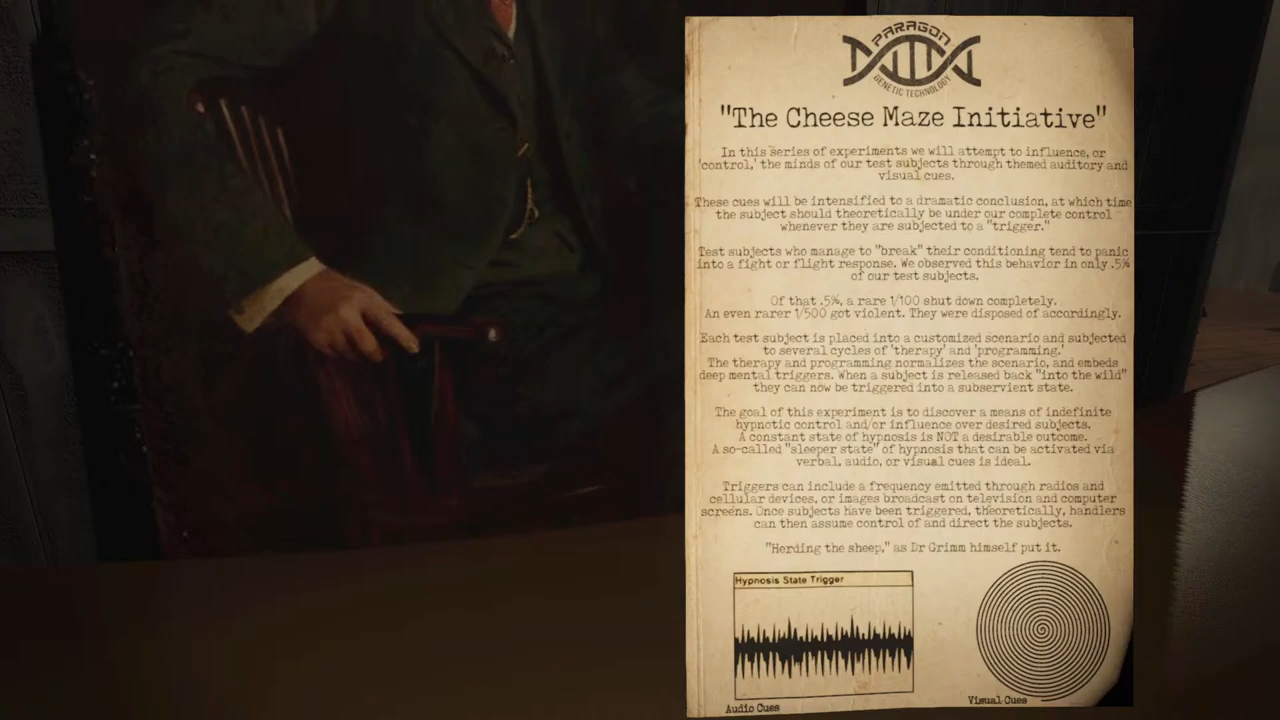 PARAGON
GENETIC TECHNOLOGY
"The Cheese Maze Initiative"
In this series of experiments we will attempt to influence, or
'control,' the minds of our test subjects through themed auditory and
visual cues.
These cues will be intensified to a dramatic conclusion, at which time
the subject should theoretically be under our complete control
whenever they are subjected to a "trigger."
Test subjects who manage to "break" their conditioning tend to panic
into a fight or flight response. We observed this behavior in only .5%
of our test subjects.
Of that .5%, a rare 1/100 shut down completely.
An even rarer 1/500 got violent. They were disposed of accordingly.
Each test subject is placed into a customized scenario and subjected
to several cycles of 'therapy' and 'programming.'
The therapy and programming normalizes the scenario, and embeds
deep mental triggers. When a subject is released back "into the wild"
they can now be triggered into a subservient state.
The goal of this experiment is to discover a means of indefinite
hypnotic control and/or influence over desired subjects.
A constant state of hypnosis is NOT a desirable outcome.
A so-called "sleeper state" of hypnosis that can be activated via
verbal, audio, or visual cues is ideal.
Triggers can include a frequency emitted through radios and
cellular devices, or images broadcast on television and computer
screens. Once subjects have been triggered, theoretically, handlers
can then assume control of and direct the subjects.
"Herding the sheep," as Dr Grimm himself put it.
Hypnosis State Trigger
Audio Cues
Visual Cues